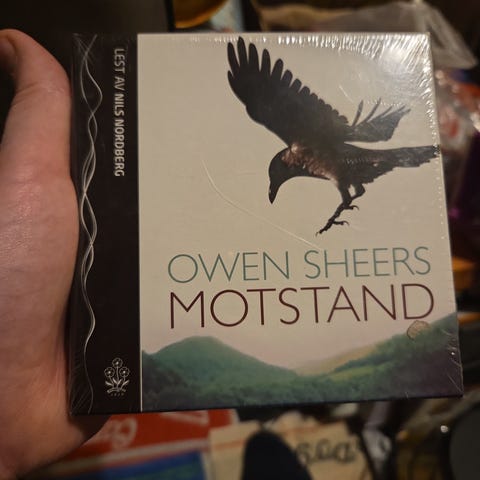 LEST AV NILS NORDBERG
OWEN SHEERS
MOTSTAND